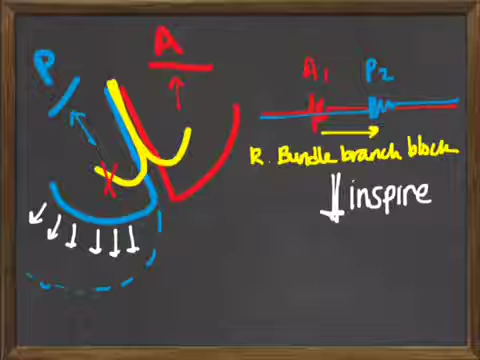 P
A
A1 P2
R. Bundle branch block
inspire